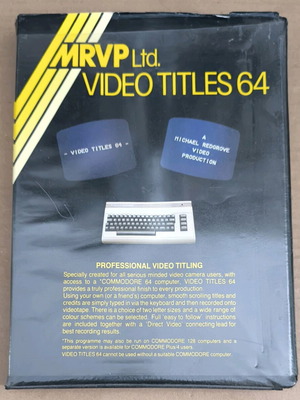 MRVP Ltd.
VIDEO TITLES 64
- VIDEO TITLES 64 -
A
MICHAEL REDGROVE
VIDEO
PRODUCTION
PROFESSIONAL VIDEO TITLING
Specially created for all serious minded video camera users, with
access to a *COMMODORE 64 computer, VIDEO TITLES 64
provides a truly professional finish to every production.
Using your own (or a friend's) computer, smooth scrolling titles and
credits are simply typed in via the keyboard and then recorded onto
videotape. There is a choice of two letter sizes and a wide range of
colour schemes can be selected. Full 'easy to follow' instructions
are included together with a 'Direct Video' connecting lead for
best recording results.
*This programme may also be run on COMMODORE 128 computers and a
separate version is available for COMMODORE Plus/4 users.
VIDEO TITLES 64 cannot be used without a suitable COMMODORE computer.